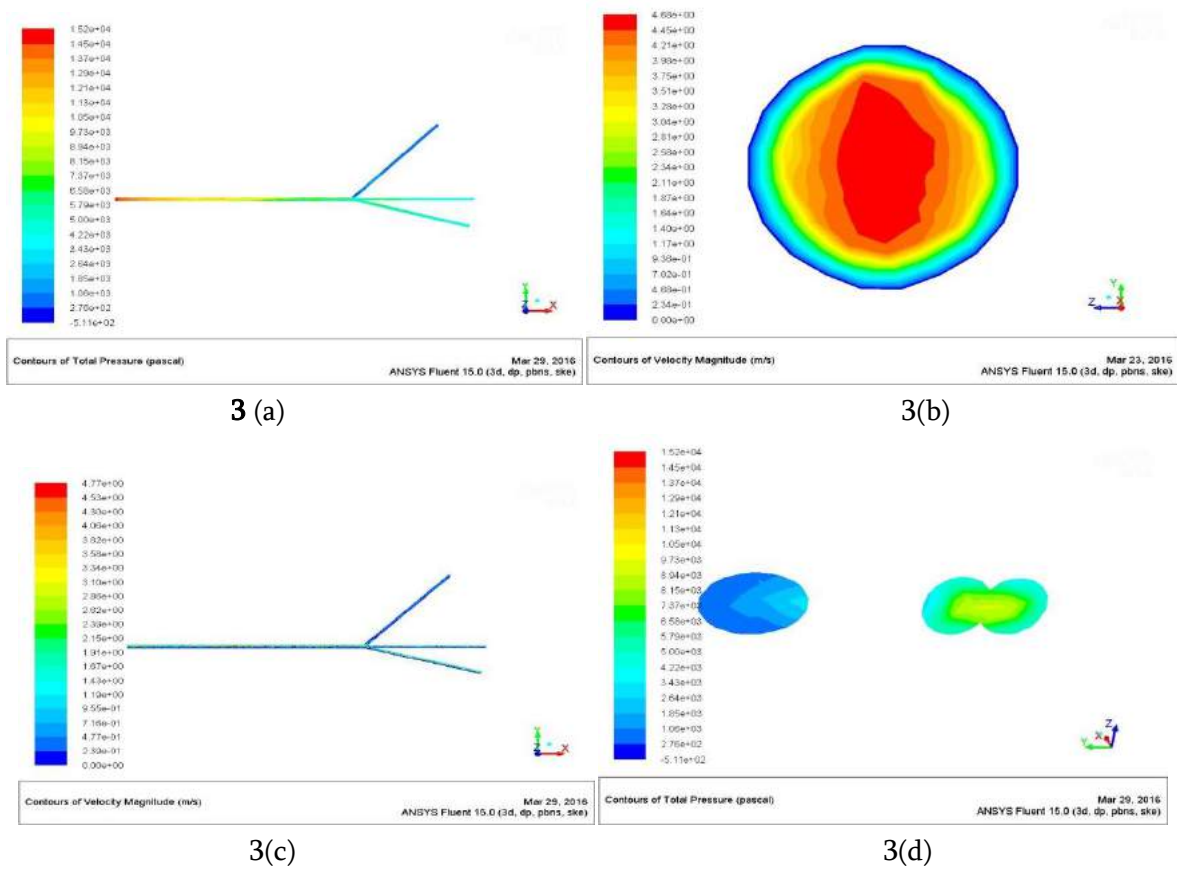 1.52e+04
1.45e+04
1.37e+04
1.29e+04
1.21e+04
1.13e+04
1.05e+04
9.73e+03
8.94e+03
8.15e+03
7.37e+03
6.58e+03
5.79e+03
5.00e+03
4.22e+03
3.43e+03
2.64e+03
1.85e+03
1.06e+03
2.76e+02
-5.11e+02
Y
Z X
Contours of Total Pressure (pascal)
Mar 29, 2016
ANSYS Fluent 15.0 (3d, dp, pbns, ske)
3 (a)
4.68e+00
4.45e+00
4.21e+00
3.98e+00
3.75e+00
3.51e+00
3.28e+00
3.04e+00
2.81e+00
2.58e+00
2.34e+00
2.11e+00
1.87e+00
1.64e+00
1.40e+00
1.17e+00
9.36e-01
7.02e-01
4.68e-01
2.34e-01
0.00e+00
Y
Z X
Contours of Velocity Magnitude (m/s)
Mar 23, 2016
ANSYS Fluent 15.0 (3d, dp, pbns, ske)
3(b)
4.77e+00
4.53e+00
4.30e+00
4.06e+00
3.82e+00
3.58e+00
3.34e+00
3.10e+00
2.86e+00
2.62e+00
2.39e+00
2.15e+00
1.91e+00
1.67e+00
1.43e+00
1.19e+00
9.55e-01
7.16e-01
4.77e-01
2.39e-01
0.00e+00
Y
Z X
Contours of Velocity Magnitude (m/s)
Mar 29, 2016
ANSYS Fluent 15.0 (3d, dp, pbns, ske)
3(c)
1.52e+04
1.45e+04
1.37e+04
1.29e+04
1.21e+04
1.13e+04
1.05e+04
9.73e+03
8.94e+03
8.15e+03
7.37e+03
6.58e+03
5.79e+03
5.00e+03
4.22e+03
3.43e+03
2.64e+03
1.85e+03
1.06e+03
2.76e+02
-5.11e+02
Z
Y X
Contours of Total Pressure (pascal)
Mar 29, 2016
ANSYS Fluent 15.0 (3d, dp, pbns, ske)
3(d)